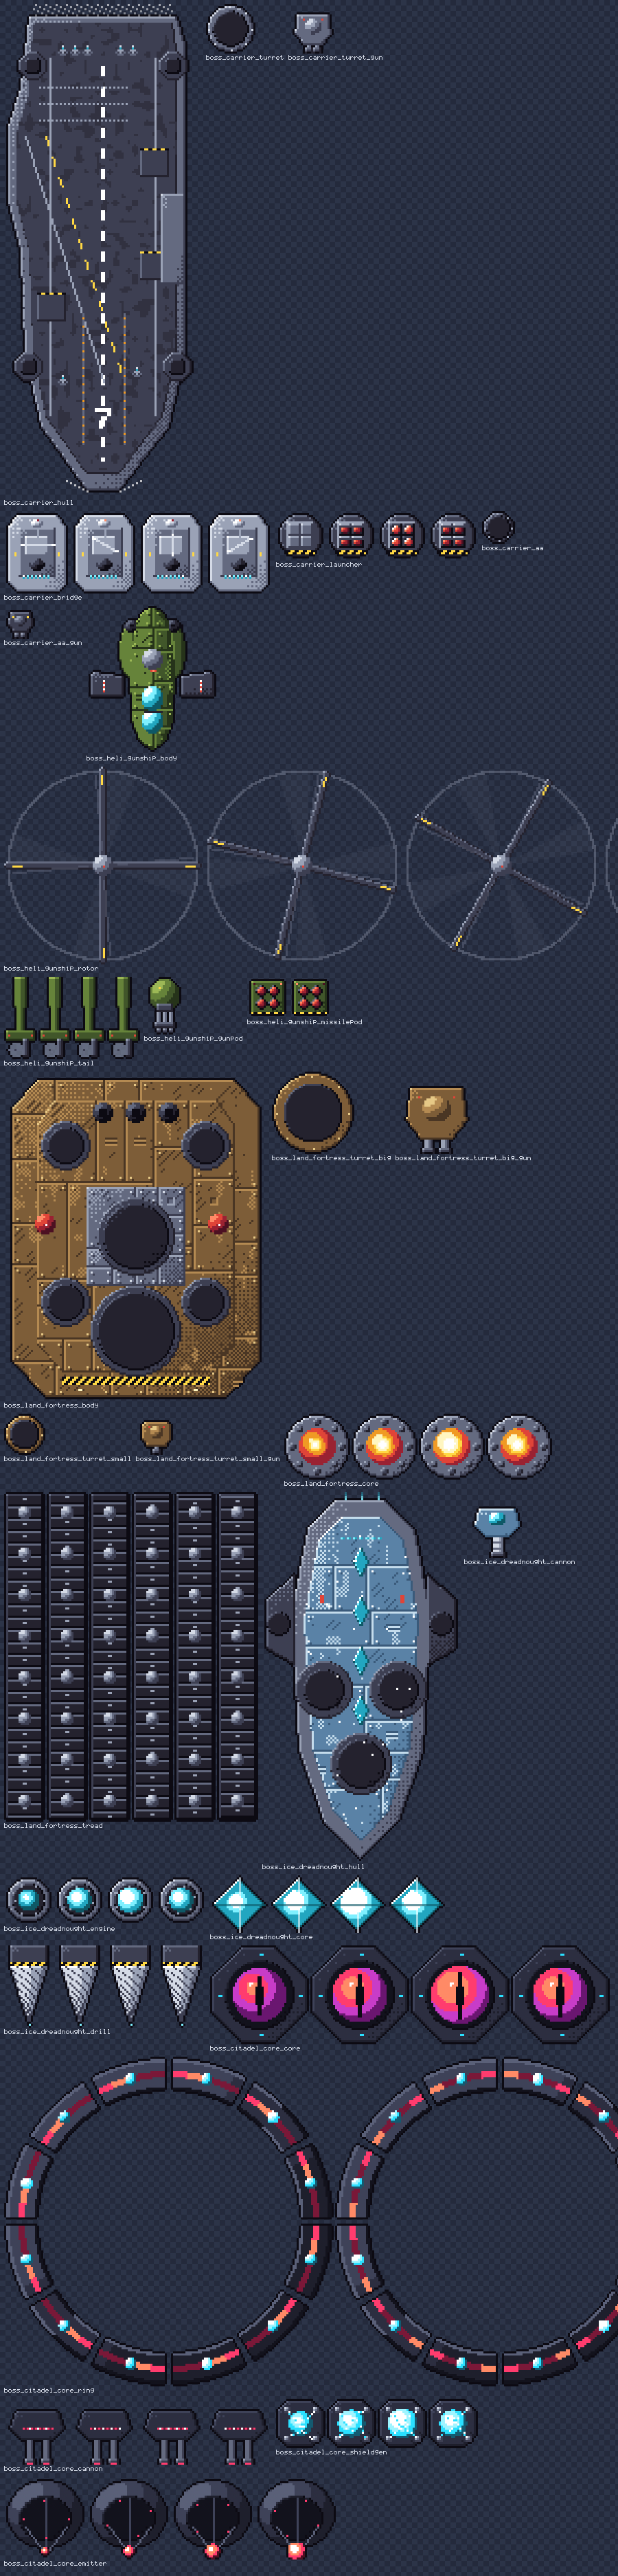 boss_carrier_turret boss_carrier_turret_gun
7
boss_carrier_hull
boss_carrier_bridge
boss_carrier_launcher
boss_carrier_aa
boss_carrier_aa_gun
boss_heli_gunship_body
boss_heli_gunship_rotor
boss_heli_gunship_tail
boss_heli_gunship_gunPod
boss_heli_gunship_missilePod
boss_land_fortress_turret_big boss_land_fortress_turret_big_gun
boss_land_fortress_body
boss_land_fortress_turret_small boss_land_fortress_turret_small_gun
boss_land_fortress_core
boss_ice_dreadnought_cannon
boss_land_fortress_tread
boss_ice_dreadnought_hull
boss_ice_dreadnought_engine
boss_ice_dreadnought_core
boss_ice_dreadnought_drill
boss_citadel_core_core
boss_citadel_core_ring
boss_citadel_core_cannon
boss_citadel_core_shieldgen
boss_citadel_core_emitter